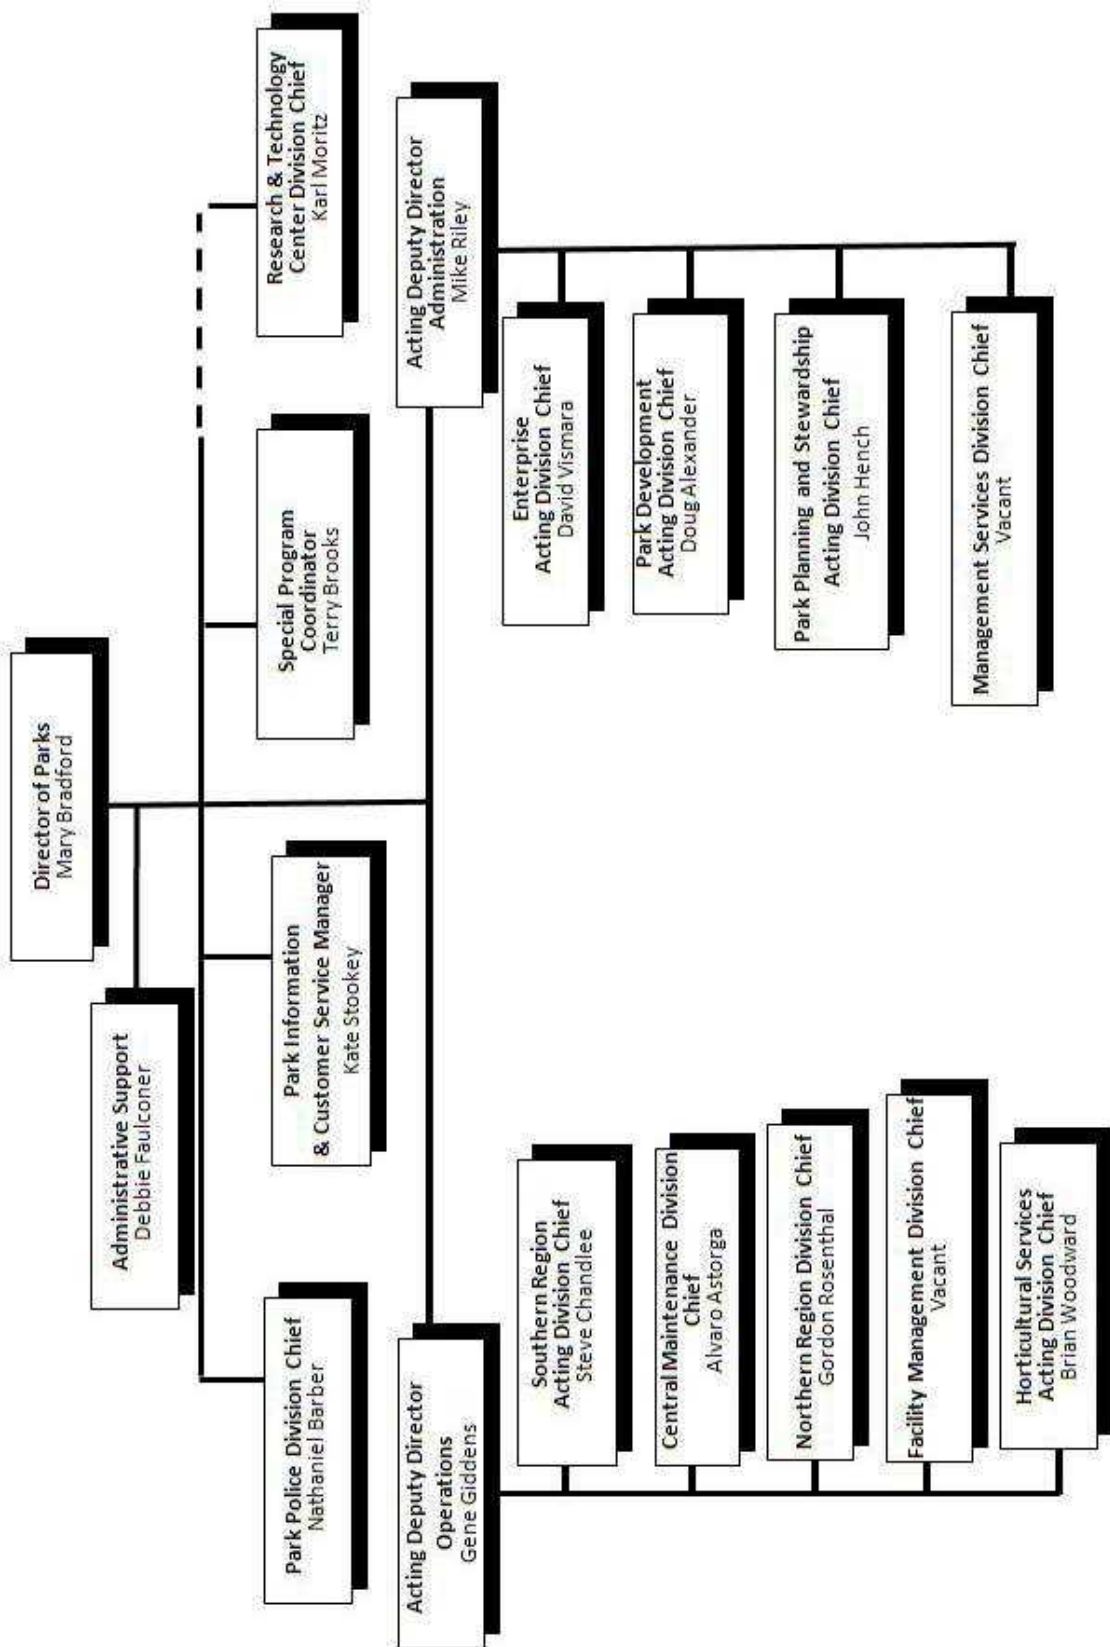 Director of Parks
Mary Bradford
Administrative Support
Debbie Faulconer
Park Police Division Chief
Nathaniel Barber
Park Information
& Customer Service Manager
Kate Stookey
Special Program
Coordinator
Terry Brooks
Research & Technology
Center Division Chief
Karl Moritz
Acting Deputy Director
Operations
Gene Giddens
Acting Deputy Director
Administration
Mike Riley
Southern Region
Acting Division Chief
Steve Chandlee
Central Maintenance Division
Chief
Alvaro Astorga
Northern Region Division Chief
Gordon Rosenthal
Facility Management Division Chief
Vacant
Horticultural Services
Acting Division Chief
Brian Woodward
Enterprise
Acting Division Chief
David Vismara
Park Development
Acting Division Chief
Doug Alexander
Park Planning and Stewardship
Acting Division Chief
John Hench
Management Services Division Chief
Vacant